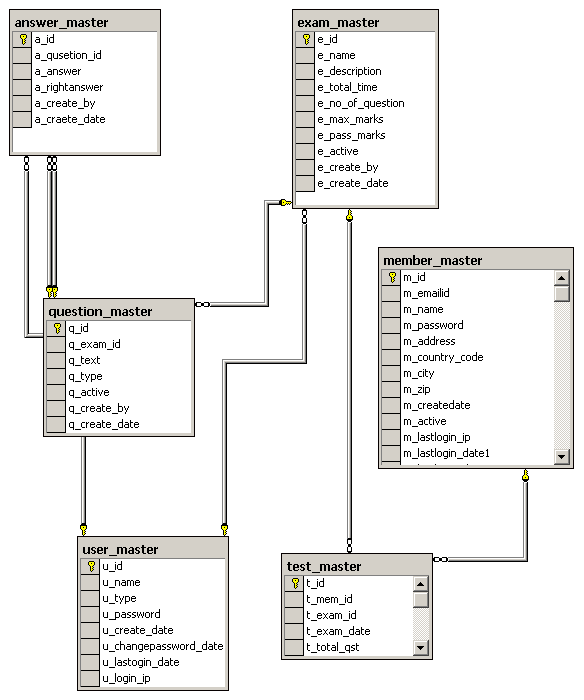 answer_master
a_id
a_qusetion_id
a_answer
a_rightanswer
a_create_by
a_craete_date
exam_master
e_id
e_name
e_description
e_total_time
e_no_of_question
e_max_marks
e_pass_marks
e_active
e_create_by
e_create_date
member_master
m_id
m_emailid
m_name
m_password
m_address
m_country_code
m_city
m_zip
m_createdate
m_active
m_lastlogin_ip
m_lastlogin_date1
question_master
q_id
q_exam_id
q_text
q_type
q_active
q_create_by
q_create_date
user_master
u_id
u_name
u_type
u_password
u_create_date
u_changepassword_date
u_lastogin_date
u_login_ip
test_master
t_id
t_mem_id
t_exam_id
t_exam_date
t_total_qst